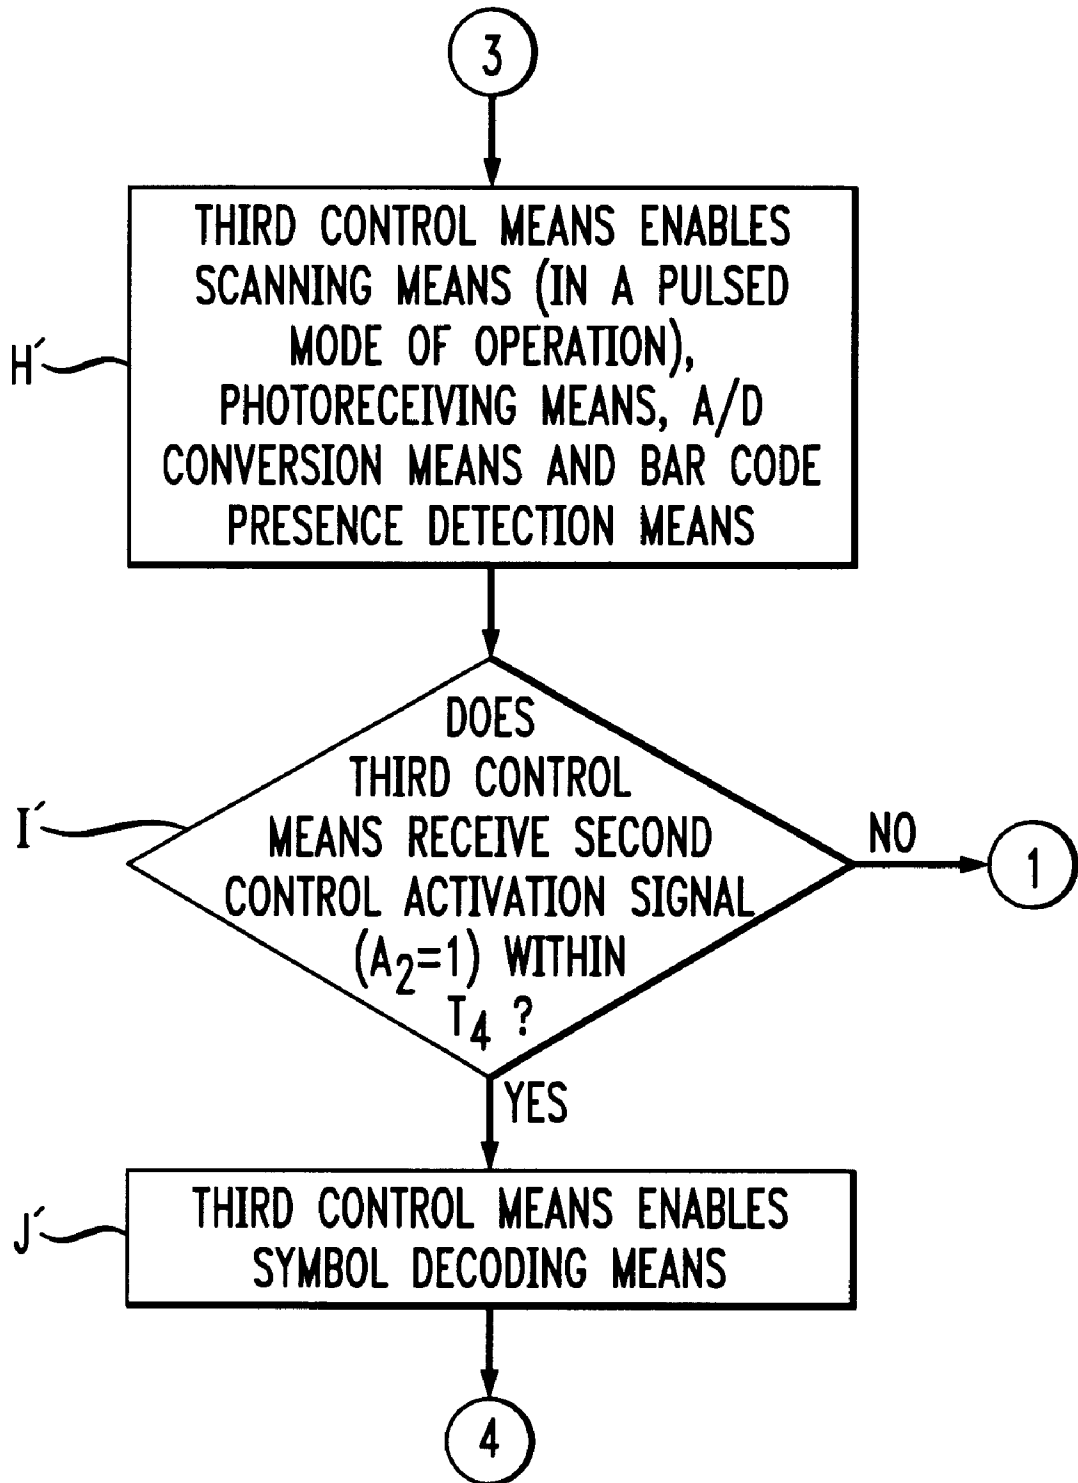 3
THIRD CONTROL MEANS ENABLES
SCANNING MEANS (IN A PULSED
MODE OF OPERATION),
PHOTORECEIVING MEANS, A/D
CONVERSION MEANS AND BAR CODE
PRESENCE DETECTION MEANS
H′
DOES
THIRD CONTROL
MEANS RECEIVE SECOND
CONTROL ACTIVATION SIGNAL
(A₂=1) WITHIN
T₄ ?
I′
NO
1
YES
THIRD CONTROL MEANS ENABLES
SYMBOL DECODING MEANS
J′
4